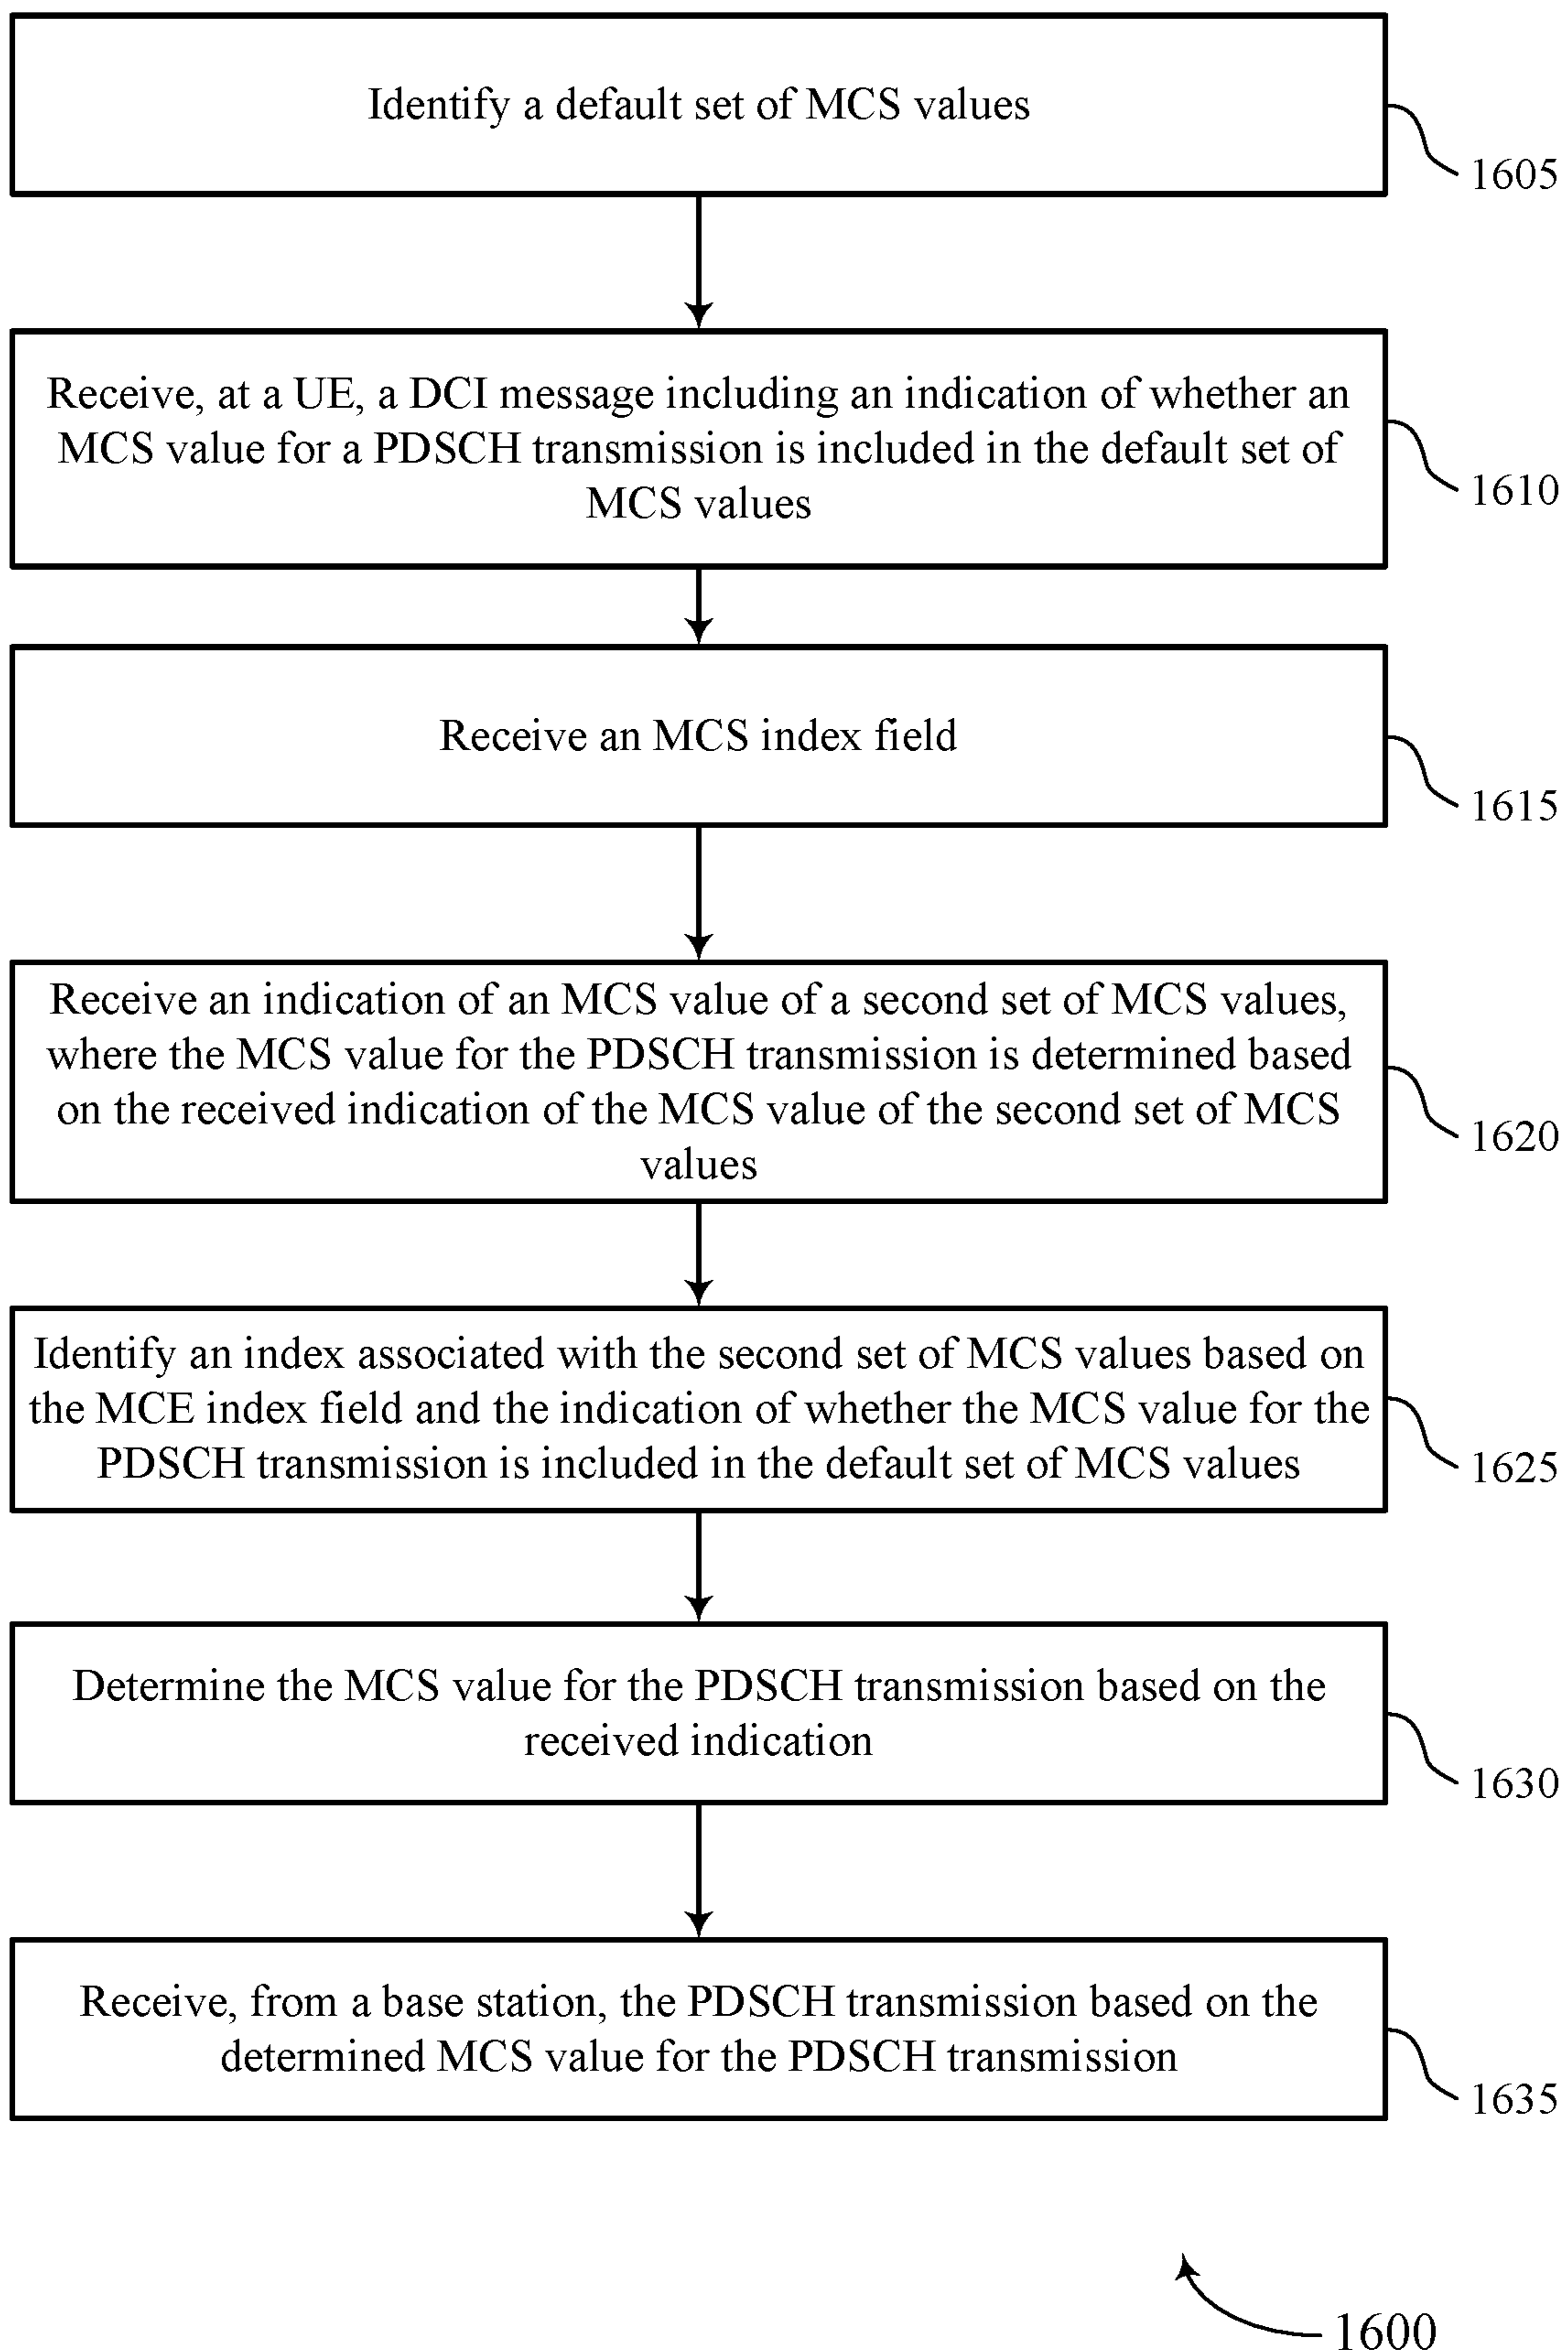 Identify a default set of MCS values
1605
Receive, at a UE, a DCI message including an indication of whether an
MCS value for a PDSCH transmission is included in the default set of
MCS values
1610
Receive an MCS index field
1615
Receive an indication of an MCS value of a second set of MCS values,
where the MCS value for the PDSCH transmission is determined based
on the received indication of the MCS value of the second set of MCS
values
1620
Identify an index associated with the second set of MCS values based on
the MCE index field and the indication of whether the MCS value for the
PDSCH transmission is included in the default set of MCS values
1625
Determine the MCS value for the PDSCH transmission based on the
received indication
1630
Receive, from a base station, the PDSCH transmission based on the
determined MCS value for the PDSCH transmission
1635
1600